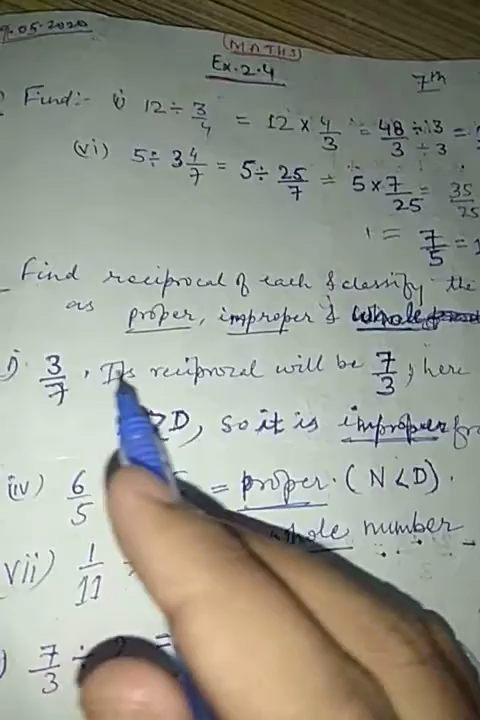 .05.2020
(MATHS)
Ex.2.4
7th
Find:- (i) 12 ÷ 3/4 = 12 × 4/3 = 48/3 ÷ 3 =
(vi) 5 ÷ 3 4/7 = 5 ÷ 25/7 = 5 × 7/25 = 35/25
= 7/5 = 1
Find reciprocal of each & classify the
as proper, improper & whole
i) 3/7 . Its reciprocal will be 7/3, here
>D, so it is improper
(iv) 6/5 = proper. (N<D).
whole number
vii) 1/11
7/3 ÷ =